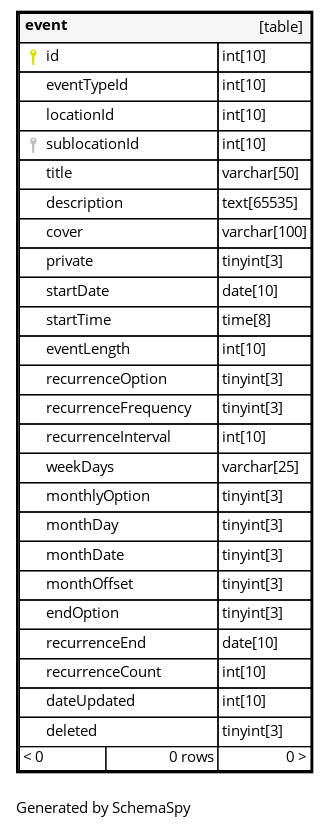 event [table]
id int[10]
eventTypeId int[10]
locationId int[10]
sublocationId int[10]
title varchar[50]
description text[65535]
cover varchar[100]
private tinyint[3]
startDate date[10]
startTime time[8]
eventLength int[10]
recurrenceOption tinyint[3]
recurrenceFrequency tinyint[3]
recurrenceInterval int[10]
weekDays varchar[25]
monthlyOption tinyint[3]
monthDay tinyint[3]
monthDate tinyint[3]
monthOffset tinyint[3]
endOption tinyint[3]
recurrenceEnd date[10]
recurrenceCount int[10]
dateUpdated int[10]
deleted tinyint[3]
< 0 0 rows 0 >
Generated by SchemaSpy